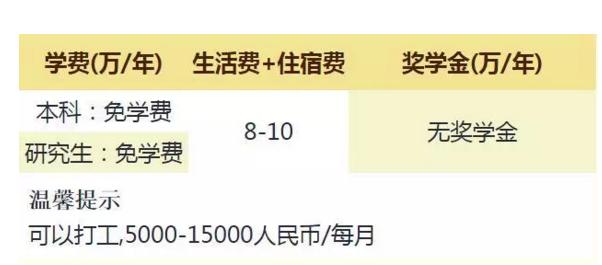 学费(万/年) 生活费+住宿费 奖学金(万/年)
本科：免学费
8-10 无奖学金
研究生：免学费
温馨提示
可以打工,5000-15000人民币/每月